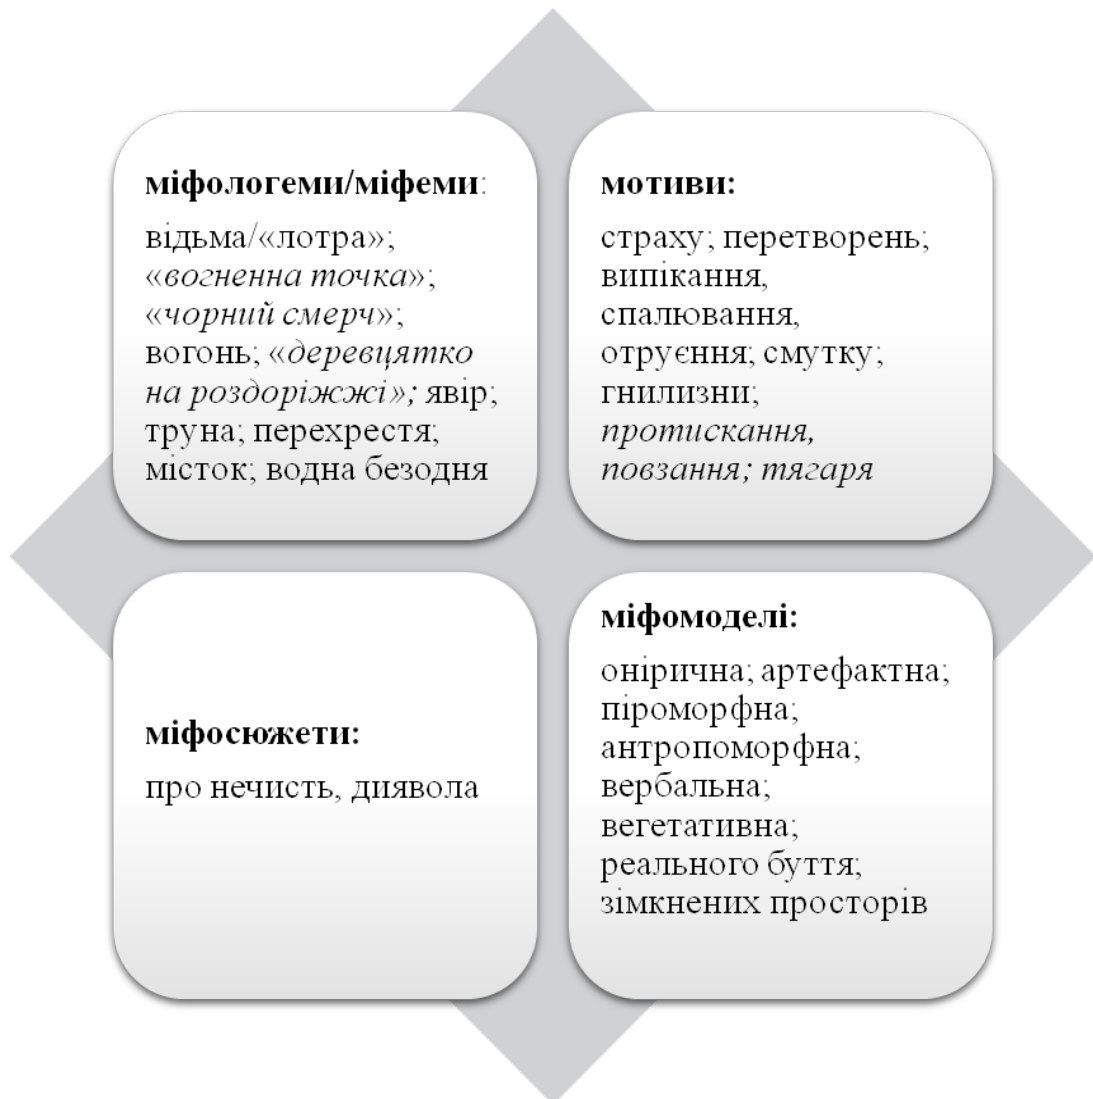 міфологеми/міфеми:
відьма/«лотра»;
«вогненна точка»;
«чорний смерч»;
вогонь; «деревцятко
на роздоріжжі»; явір;
труна; перехрестя;
місток; водна безодня
мотиви:
страху; перетворень;
випікання,
спалювання,
отруєння; смутку;
гнилизни;
протискання,
повзання; тягаря
міфосюжети:
про нечисть, диявола
міфомоделі:
онірична; артефактна;
піроморфна;
антропоморфна;
вербальна;
вегетативна;
реального буття;
зімкнених просторів